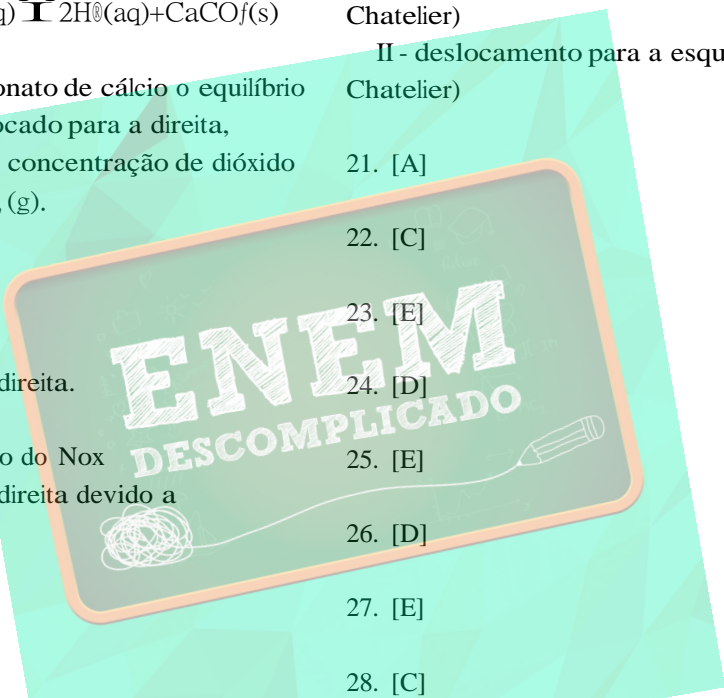 2H (aq)+CaCOƒ(s)
onato de cálcio o equilíbrio
ocado para a direita,
concentração de dióxido
(g).
direita.
o do Nox
direita devido a
Chatelier)
II - deslocamento para a esqu
Chatelier)
21. [A]
22. [C]
23. [E]
24. [D]
25. [E]
26. [D]
27. [E]
28. [C]
ENEM
DESCOMPLICADO